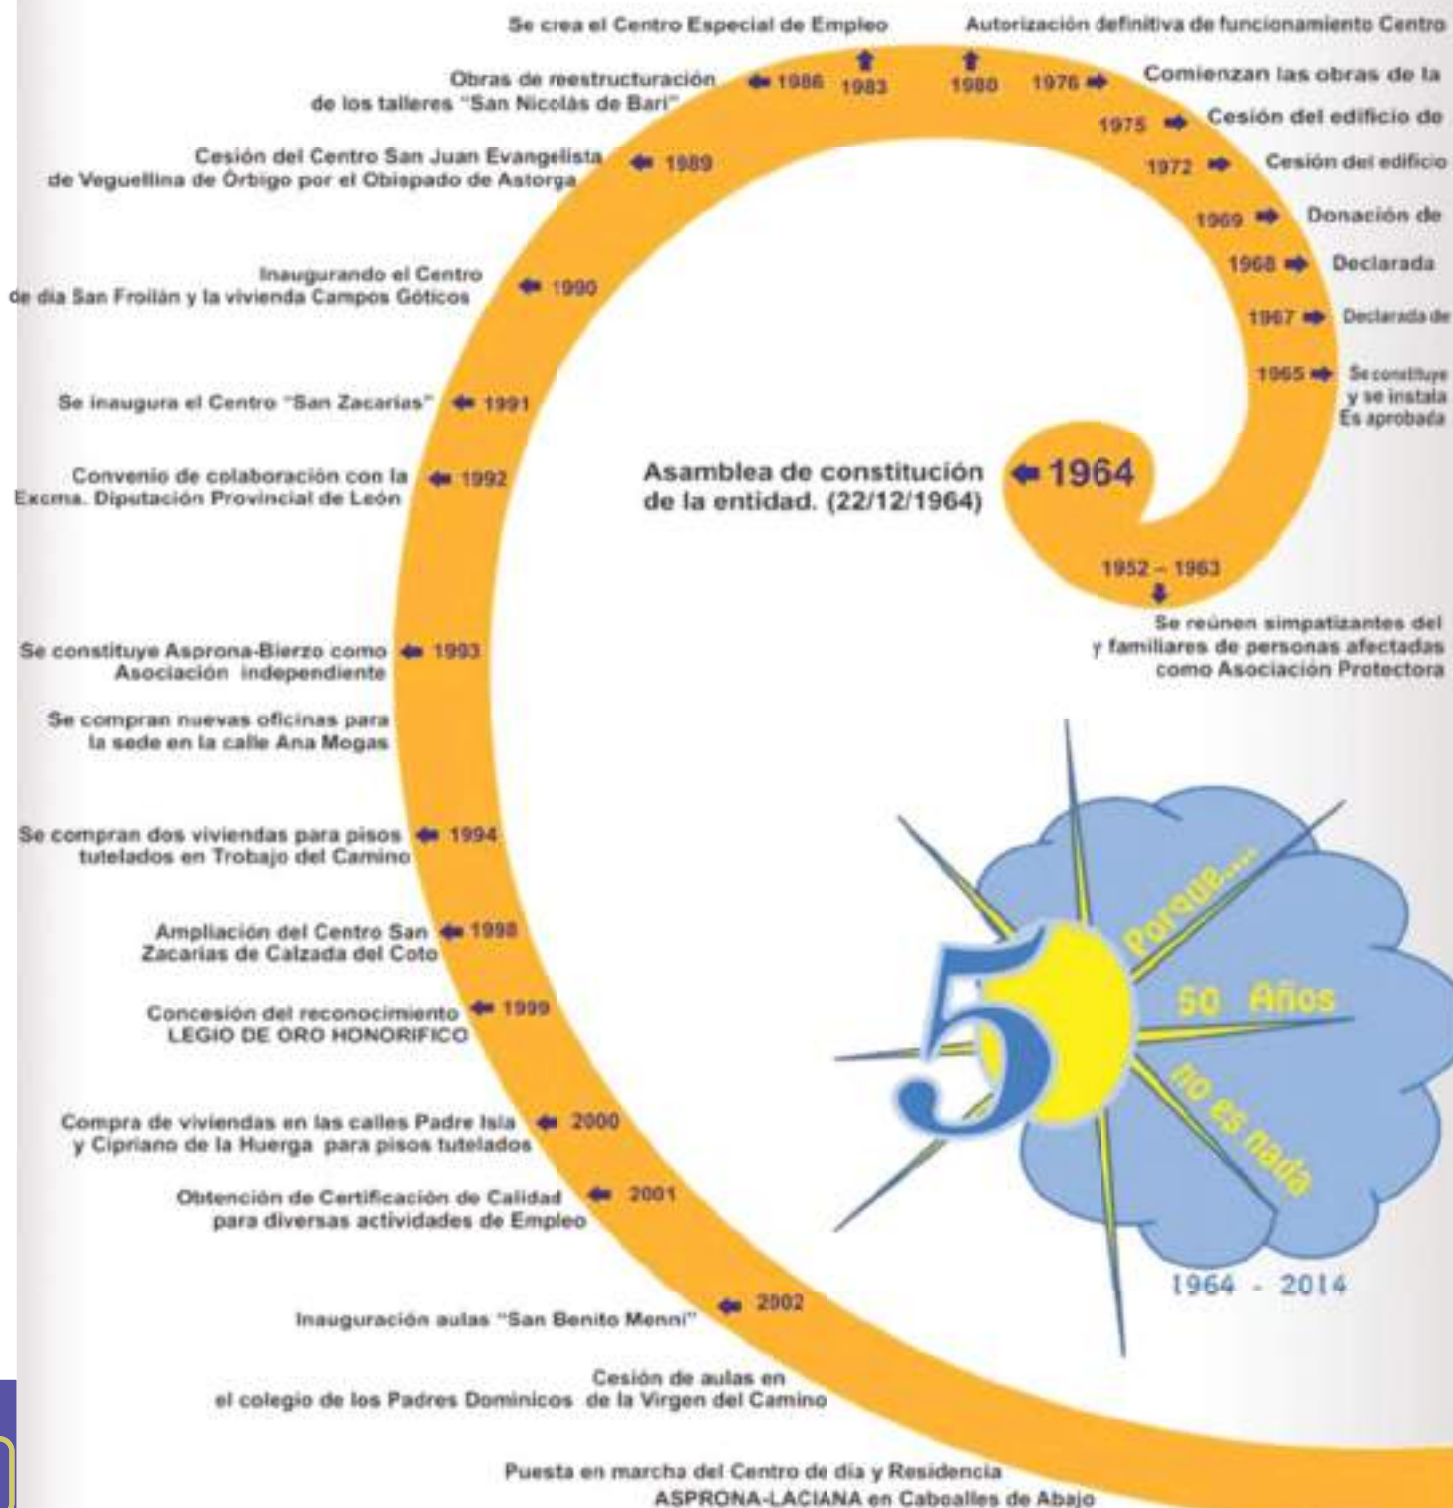 Se crea el Centro Especial de Empleo
Autorización definitiva de funcionamiento Centro
Obras de reestructuración
de los talleres "San Nicolás de Bari"
1986
1983
1980
1976
Comienzan las obras de la
1975
Cesión del edificio de
Cesión del Centro San Juan Evangelista
de Veguellina de Órbigo por el Obispado de Astorga
1989
1972
Cesión del edificio
1969
Donación de
1968
Declarada
Inaugurando el Centro
de día San Froilán y la vivienda Campos Góticos
1990
1967
Declarada de
1965
Se constituye
y se instala
Es aprobada
Se inaugura el Centro "San Zacarías"
1991
Convenio de colaboración con la
Excma. Diputación Provincial de León
1992
Asamblea de constitución
de la entidad. (22/12/1964)
1964
1952 – 1963
Se reúnen simpatizantes del
y familiares de personas afectadas
como Asociación Protectora
Se constituye Asprona-Bierzo como
Asociación independiente
1993
Se compran nuevas oficinas para
la sede en la calle Ana Mogas
Se compran dos viviendas para pisos
tutelados en Trobajo del Camino
1994
Ampliación del Centro San
Zacarías de Calzada del Coto
1998
Concesión del reconocimiento
LEGIO DE ORO HONORIFICO
1999
Compra de viviendas en las calles Padre Isla
y Cipriano de la Huerga para pisos tutelados
2000
Obtención de Certificación de Calidad
para diversas actividades de Empleo
2001
Inauguración aulas "San Benito Menni"
2002
Cesión de aulas en
el colegio de los Padres Dominicos de la Virgen del Camino
Puesta en marcha del Centro de día y Residencia
ASPRONA-LACIANA en Caboalles de Abajo
50
Porque....
50 Años
no es nada
1964 - 2014